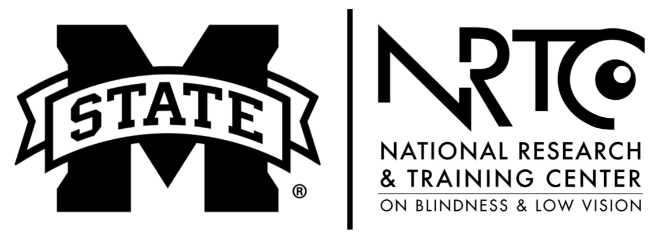 M
STATE
®
NRTC
NATIONAL RESEARCH
& TRAINING CENTER
ON BLINDNESS & LOW VISION